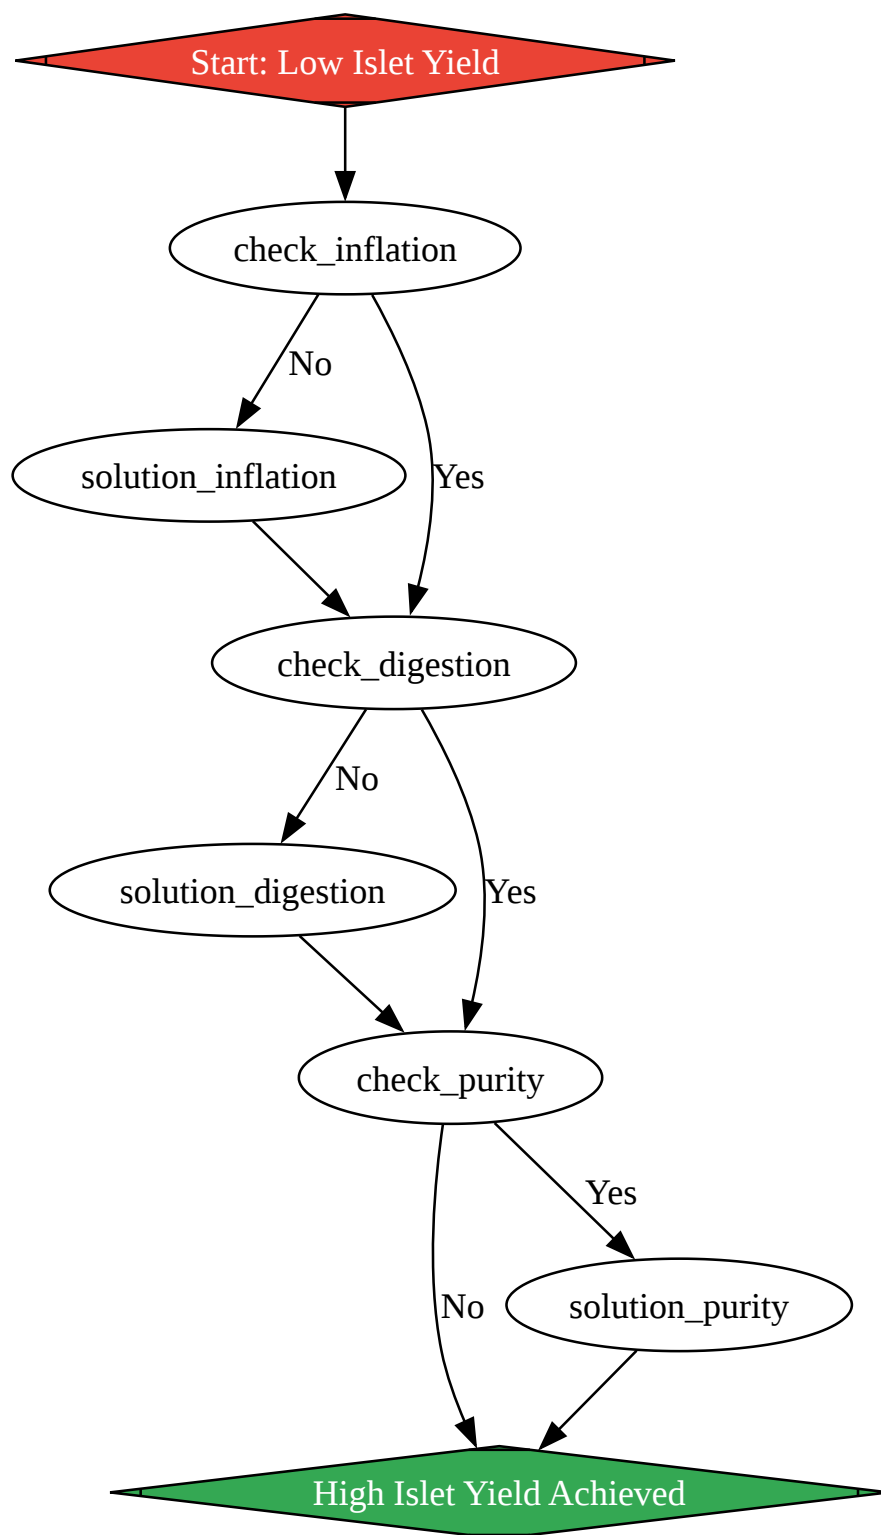 Start: Low Islet Yield
check_inflation
No
solution_inflation
Yes
check_digestion
No
solution_digestion
Yes
check_purity
Yes
No
solution_purity
High Islet Yield Achieved